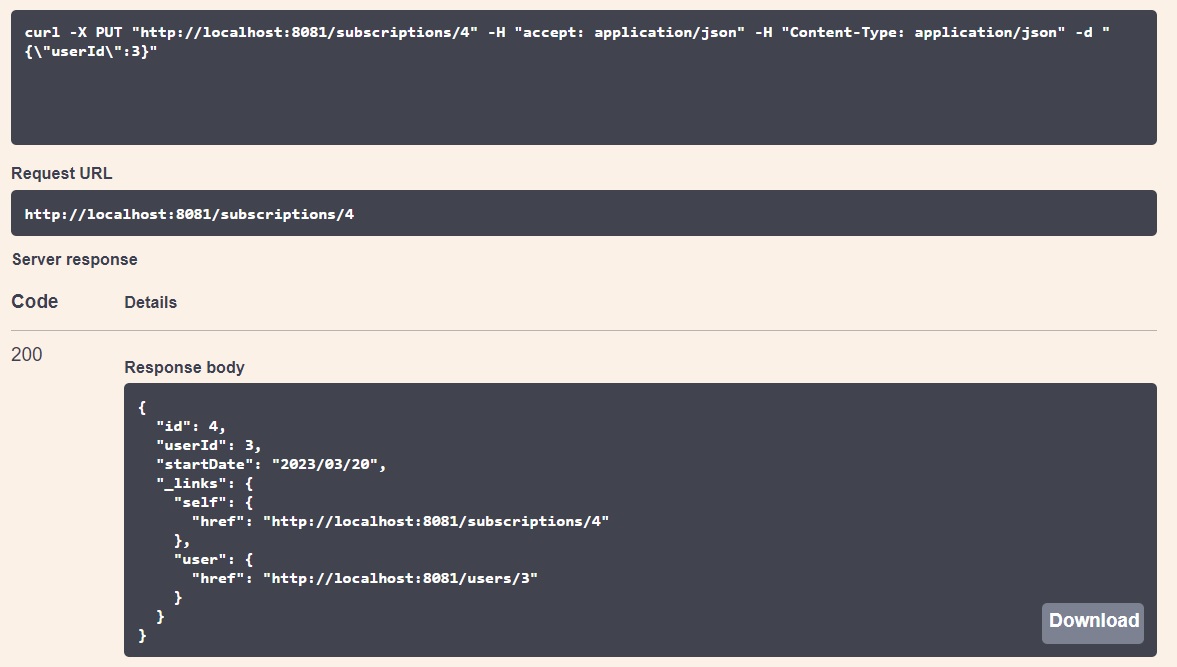 curl -X PUT "http://localhost:8081/subscriptions/4" -H "accept: application/json" -H "Content-Type: application/json" -d "
{\"userId\":3}"
Request URL
http://localhost:8081/subscriptions/4
Server response
Code Details
200
Response body
{
  "id": 4,
  "userId": 3,
  "startDate": "2023/03/20",
  "_links": {
    "self": {
      "href": "http://localhost:8081/subscriptions/4"
    },
    "user": {
      "href": "http://localhost:8081/users/3"
    }
  }
}
Download